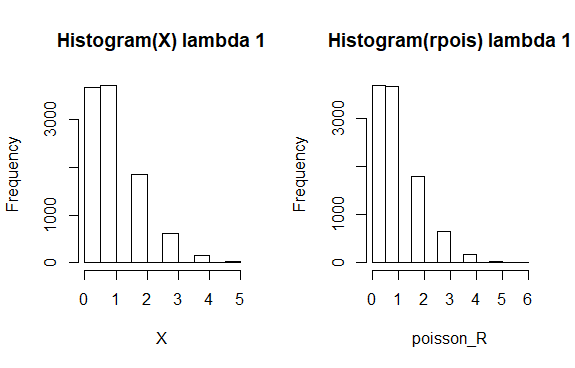 Histogram(X) lambda 1
Frequency
3000
1000
0
0 1 2 3 4 5
X
Histogram(rpois) lambda 1
Frequency
3000
1000
0
0 1 2 3 4 5 6
poisson_R